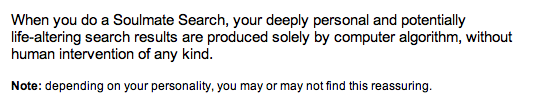 When you do a Soulmate Search, your deeply personal and potentially
life-altering search results are produced solely by computer algorithm, without
human intervention of any kind.
Note: depending on your personality, you may or may not find this reassuring.